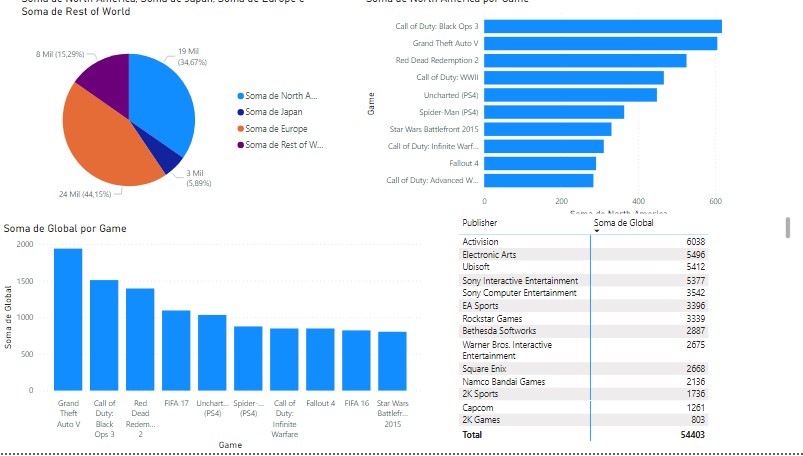 Soma de North America, Soma de Japan, Soma de Europe e
Soma de Rest of World
8 Mil (15,29%)
19 Mil
(34,67%)
3 Mil
(5,89%)
24 Mil (44,15%)
Soma de North A...
Soma de Japan
Soma de Europe
Soma de Rest of W...
Soma de North America por Game
Game
Call of Duty: Black Ops 3
Grand Theft Auto V
Red Dead Redemption 2
Call of Duty: WWII
Uncharted (PS4)
Spider-Man (PS4)
Star Wars Battlefront 2015
Call of Duty: Infinite Warf...
Fallout 4
Call of Duty: Advanced W...
0 200 400 600
Soma de North America
Soma de Global por Game
Soma de Global
2000
1500
1000
500
0
Grand
Theft
Auto V
Call of
Duty:
Black
Ops 3
Red
Dead
Redem...
2
FIFA 17
Unchart...
(PS4)
Spider-...
(PS4)
Call of
Duty:
Infinite
Warfare
Fallout 4
FIFA 16
Star Wars
Battlefr...
2015
Game
Publisher Soma de Global
Activision 6038
Electronic Arts 5496
Ubisoft 5412
Sony Interactive Entertainment 5377
Sony Computer Entertainment 3542
EA Sports 3396
Rockstar Games 3339
Bethesda Softworks 2887
Warner Bros. Interactive 2675
Entertainment
Square Enix 2668
Namco Bandai Games 2136
2K Sports 1736
Capcom 1261
2K Games 803
Total 54403